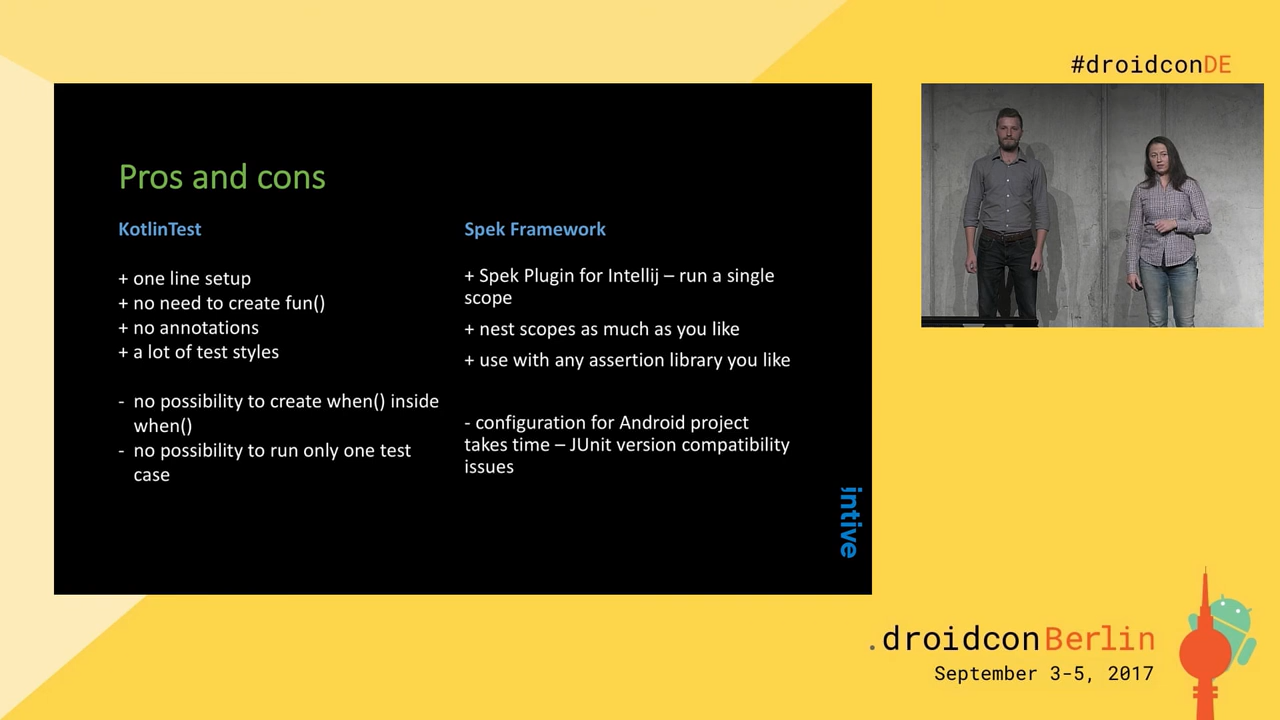 #droidconDE
Pros and cons
KotlinTest
+ one line setup
+ no need to create fun()
+ no annotations
+ a lot of test styles
- no possibility to create when() inside
when()
- no possibility to run only one test
case
Spek Framework
+ Spek Plugin for Intellij – run a single
scope
+ nest scopes as much as you like
+ use with any assertion library you like
- configuration for Android project
takes time – JUnit version compatibility
issues
intive
.droidconBerlin
September 3-5, 2017